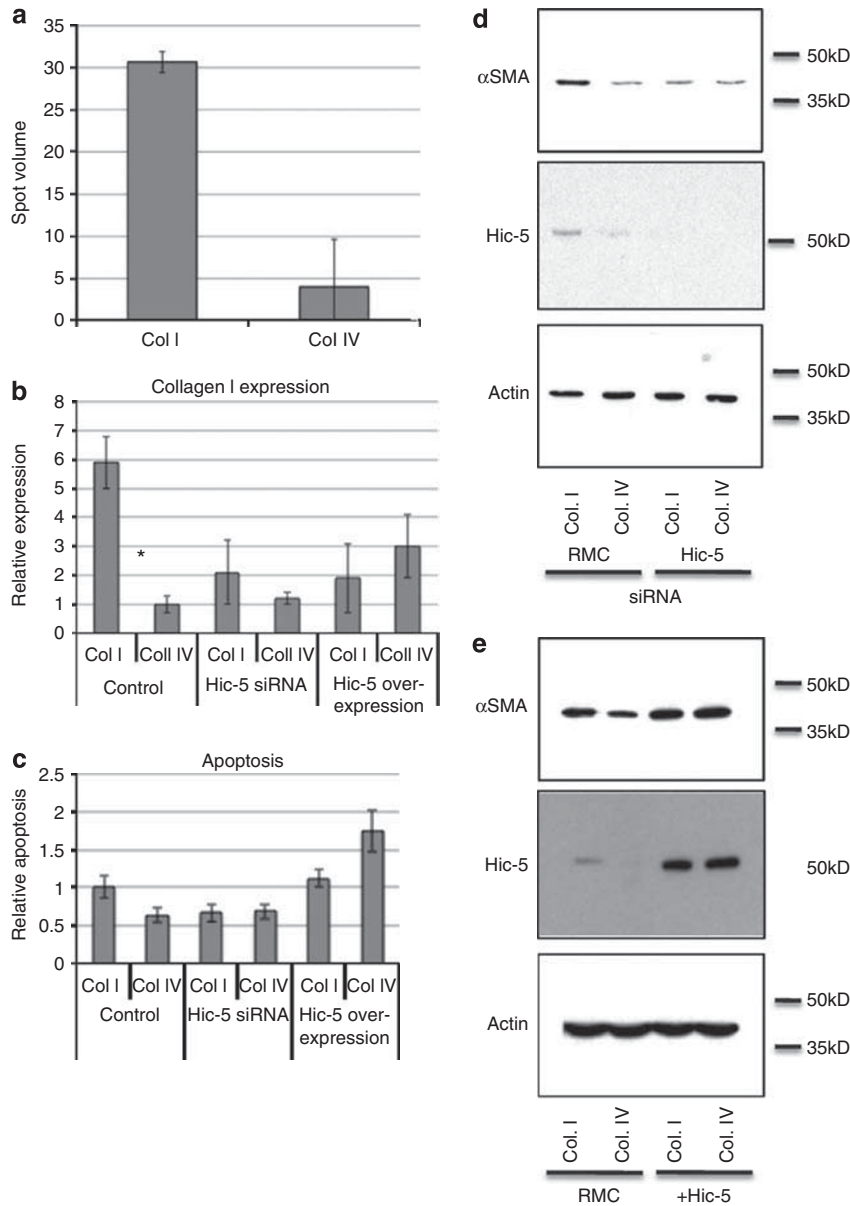 a
35
30
25
20
15
10
5
0
Spot volume
Col I
Col IV
b
Collagen I expression
8
7
6
5
4
3
2
1
0
Relative expression
*
Col I Coll IV Col I Coll IV Col I Coll IV
Control Hic-5 siRNA Hic-5 over-
expression
c
Apoptosis
2.5
2
1.5
1
0.5
0
Relative apoptosis
Col I Col IV Col I Col IV Col I Col IV
Control Hic-5 siRNA Hic-5 over-
expression
d
αSMA
50kD
35kD
Hic-5
50kD
Actin
50kD
35kD
Col. I
Col. IV
Col. I
Col. IV
RMC
Hic-5
siRNA
e
αSMA
50kD
35kD
Hic-5
50kD
Actin
50kD
35kD
Col. I
Col. IV
Col. I
Col. IV
RMC
+Hic-5